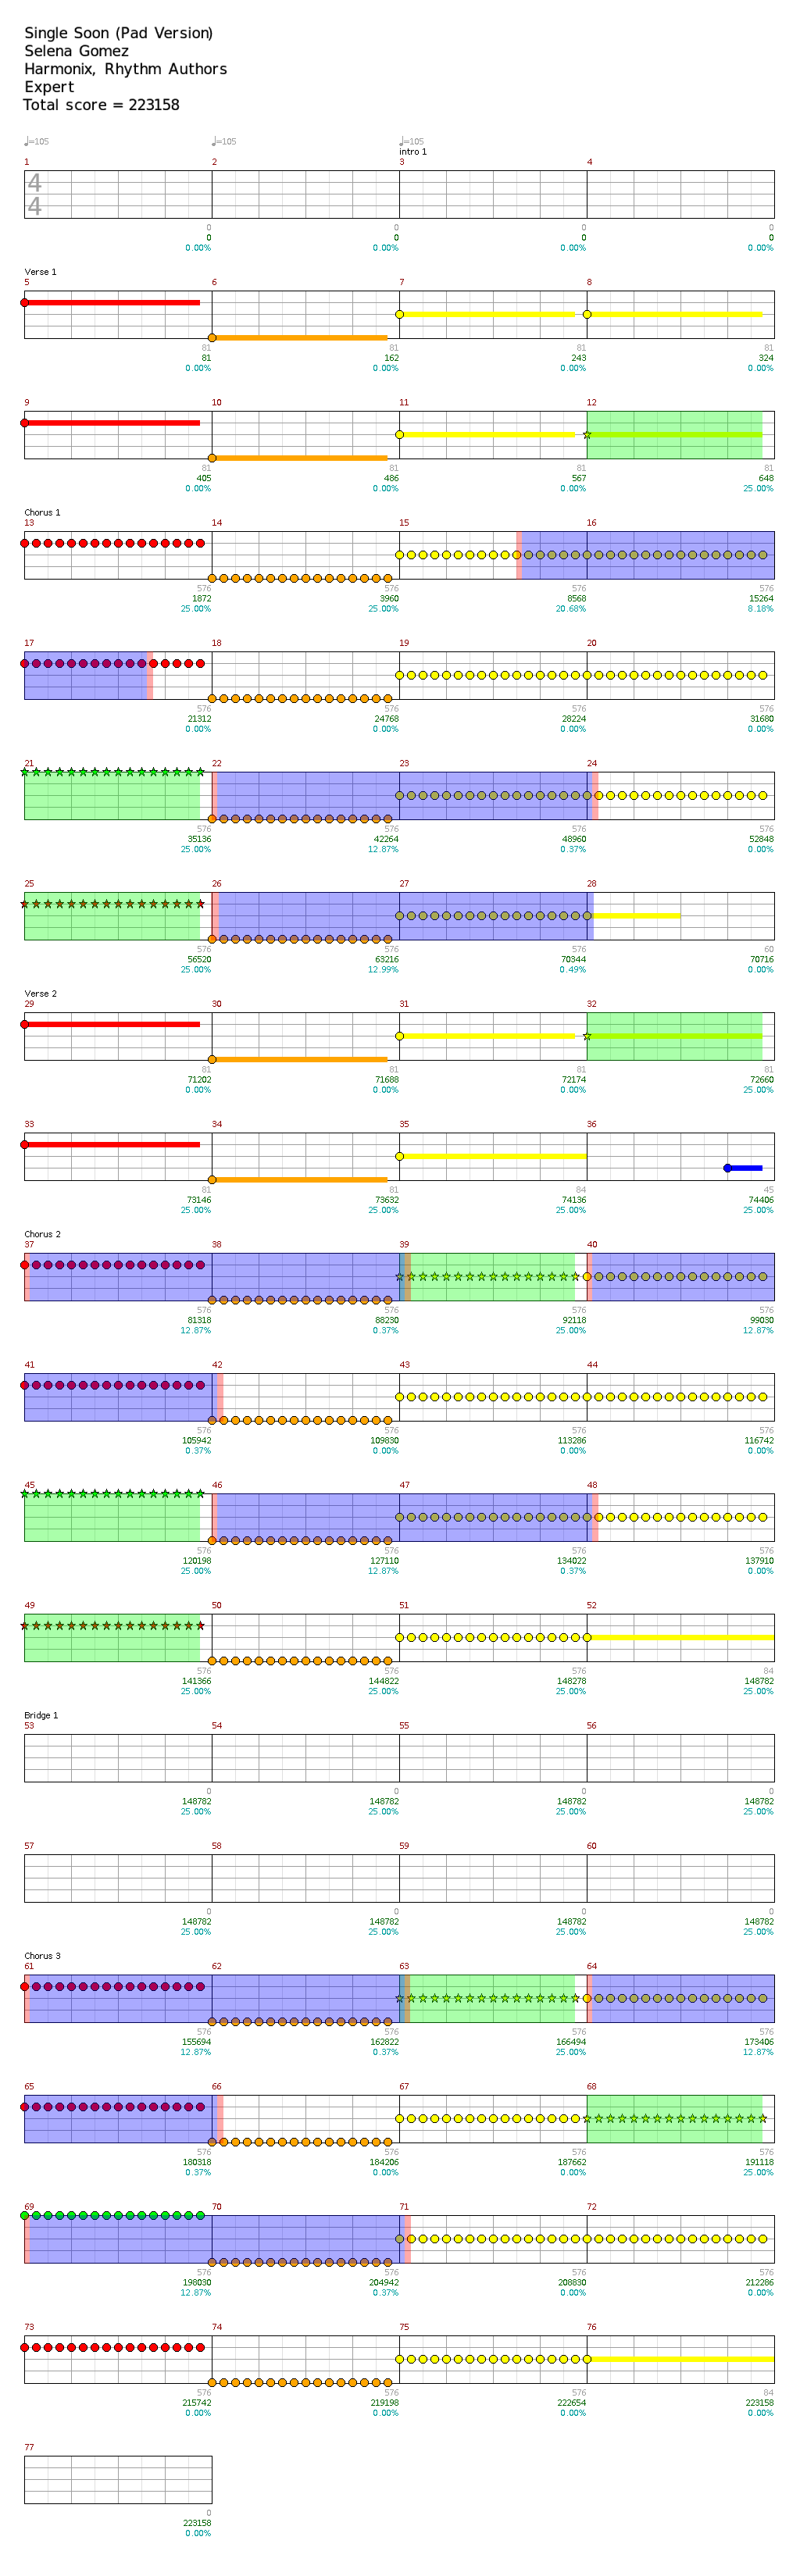 Single Soon (Pad Version)
Selena Gomez
Harmonix, Rhythm Authors
Expert
Total score = 223158
♩=105 ♩=105 ♩=105
intro 1
1 2 3 4
4
4
0 0 0 0
0 0 0 0
0.00% 0.00% 0.00% 0.00%
Verse 1
5 6 7 8
81 81 81 81
81 162 243 324
0.00% 0.00% 0.00% 0.00%
9 10 11 12
81 81 81 81
405 486 567 648
0.00% 0.00% 0.00% 25.00%
Chorus 1
13 14 15 16
576 576 576 576
1872 3960 8568 15264
25.00% 25.00% 20.68% 8.18%
17 18 19 20
576 576 576 576
21312 24768 28224 31680
0.00% 0.00% 0.00% 0.00%
21 22 23 24
576 576 576 576
35136 42264 48960 52848
25.00% 12.87% 0.37% 0.00%
25 26 27 28
576 576 576 60
56520 63216 70344 70716
25.00% 12.99% 0.49% 0.00%
Verse 2
29 30 31 32
81 81 81 81
71202 71688 72174 72660
0.00% 0.00% 0.00% 25.00%
33 34 35 36
81 81 84 45
73146 73632 74136 74406
25.00% 25.00% 25.00% 25.00%
Chorus 2
37 38 39 40
576 576 576 576
81318 88230 92118 99030
12.87% 0.37% 25.00% 12.87%
41 42 43 44
576 576 576 576
105942 109830 113286 116742
0.37% 0.00% 0.00% 0.00%
45 46 47 48
576 576 576 576
120198 127110 134022 137910
25.00% 12.87% 0.37% 0.00%
49 50 51 52
576 576 576 84
141366 144822 148278 148782
25.00% 25.00% 25.00% 25.00%
Bridge 1
53 54 55 56
0 0 0 0
148782 148782 148782 148782
25.00% 25.00% 25.00% 25.00%
57 58 59 60
0 0 0 0
148782 148782 148782 148782
25.00% 25.00% 25.00% 25.00%
Chorus 3
61 62 63 64
576 576 576 576
155694 162822 166494 173406
12.87% 0.37% 25.00% 12.87%
65 66 67 68
576 576 576 576
180318 184206 187662 191118
0.37% 0.00% 0.00% 25.00%
69 70 71 72
576 576 576 576
198030 204942 208830 212286
12.87% 0.37% 0.00% 0.00%
73 74 75 76
576 576 576 84
215742 219198 222654 223158
0.00% 0.00% 0.00% 0.00%
77
0
223158
0.00%